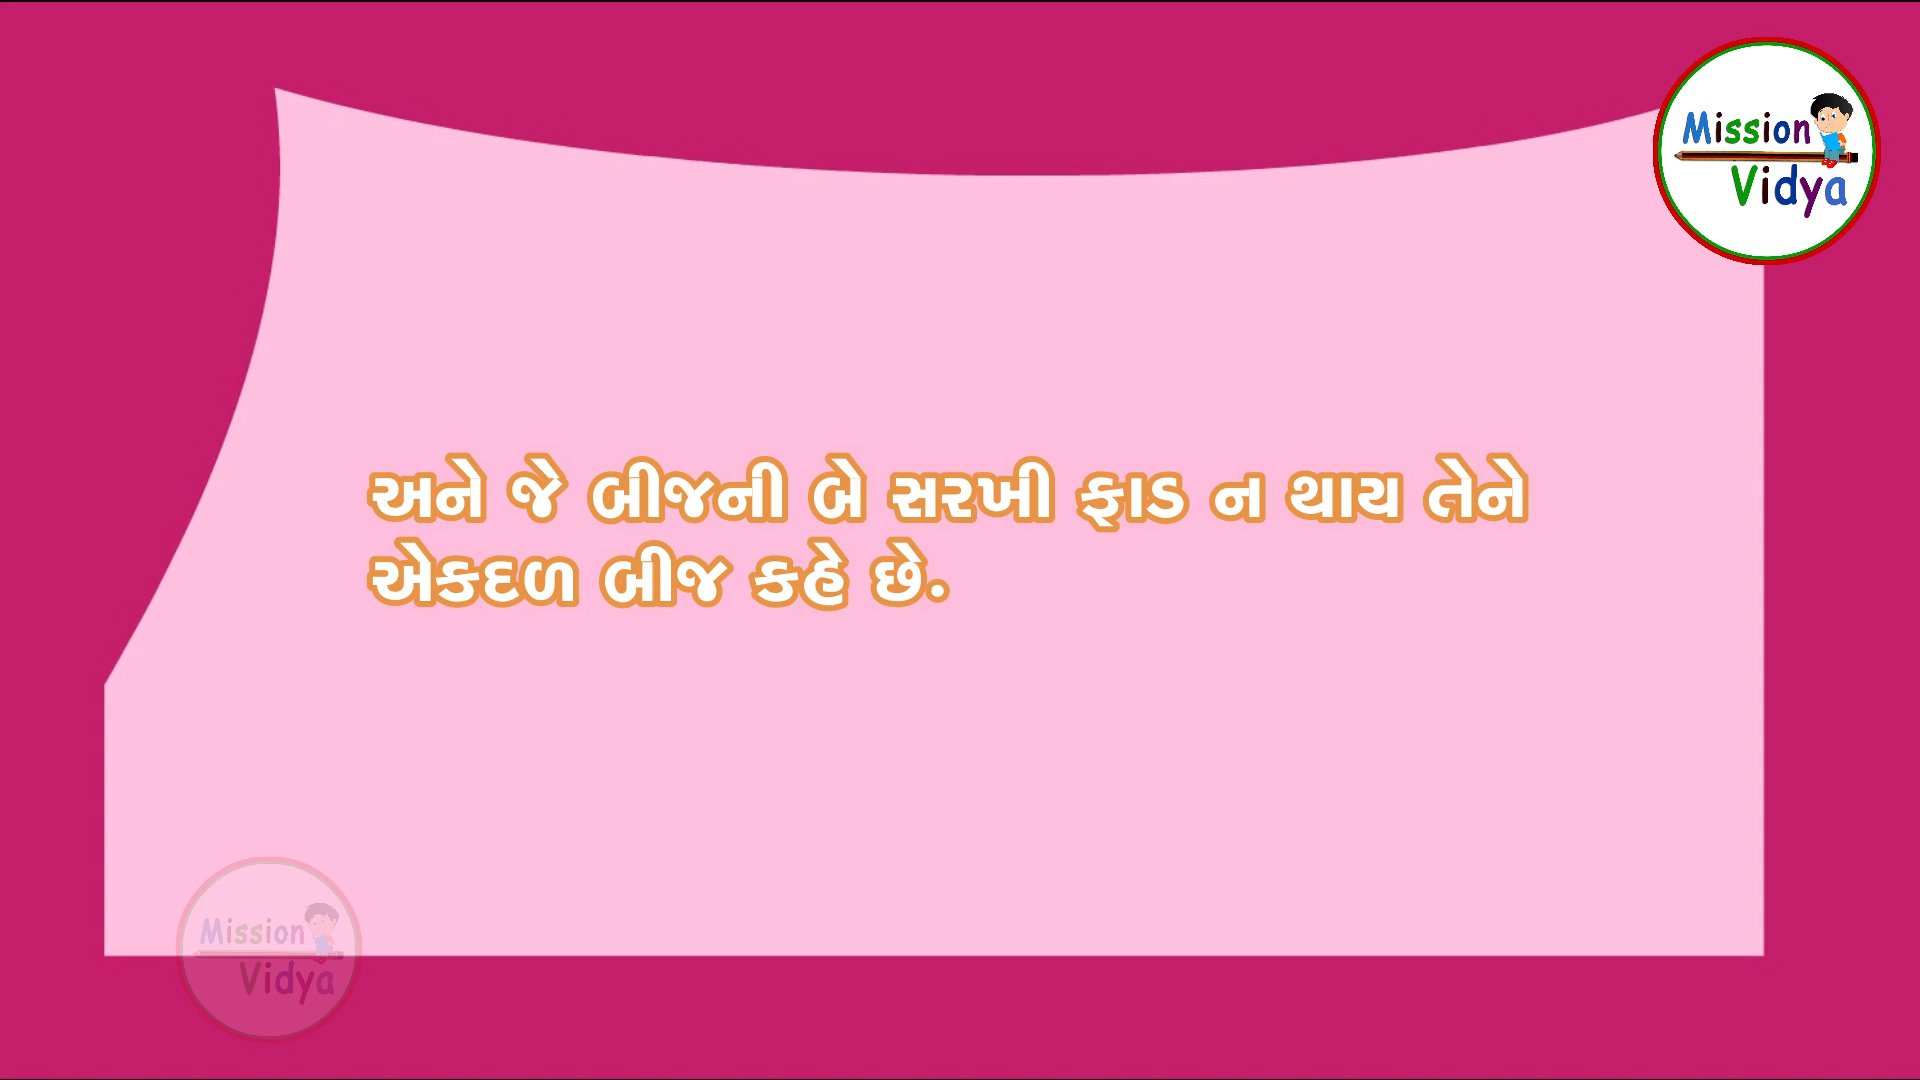 Mission
Vidya
અને જે બીજની બે સરખી ફાડ ન થાય તેને
એકદળ બીજ કહે છે.
Mission
Vidya